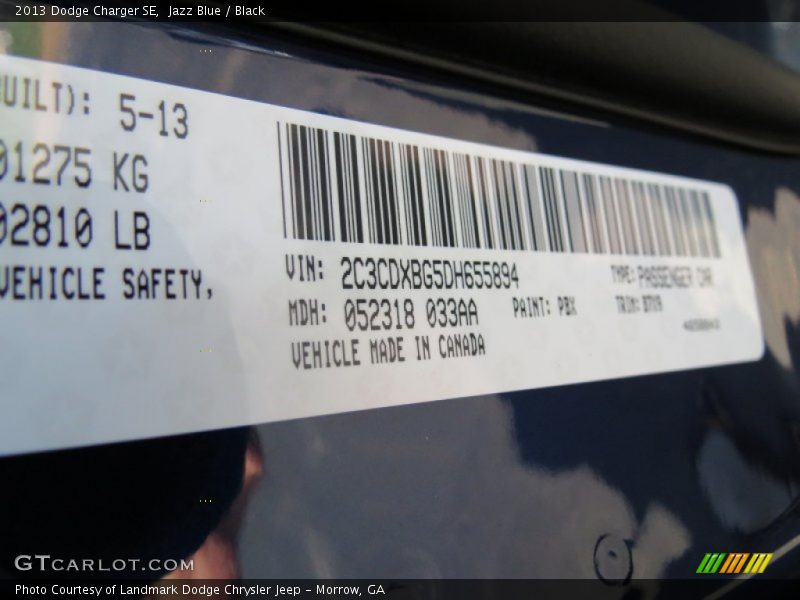 2013 Dodge Charger SE,  Jazz Blue / Black
BUILT): 5-13
01275 KG
02810 LB
VEHICLE SAFETY,
VIN: 2C3CDXBG5DH655894
TYPE: PASSENGER CAR
MDH: 052318 033AA
PAINT: PBX
TRIM:
VEHICLE MADE IN CANADA
GTCARLOT.COM
Photo Courtesy of Landmark Dodge Chrysler Jeep - Morrow, GA